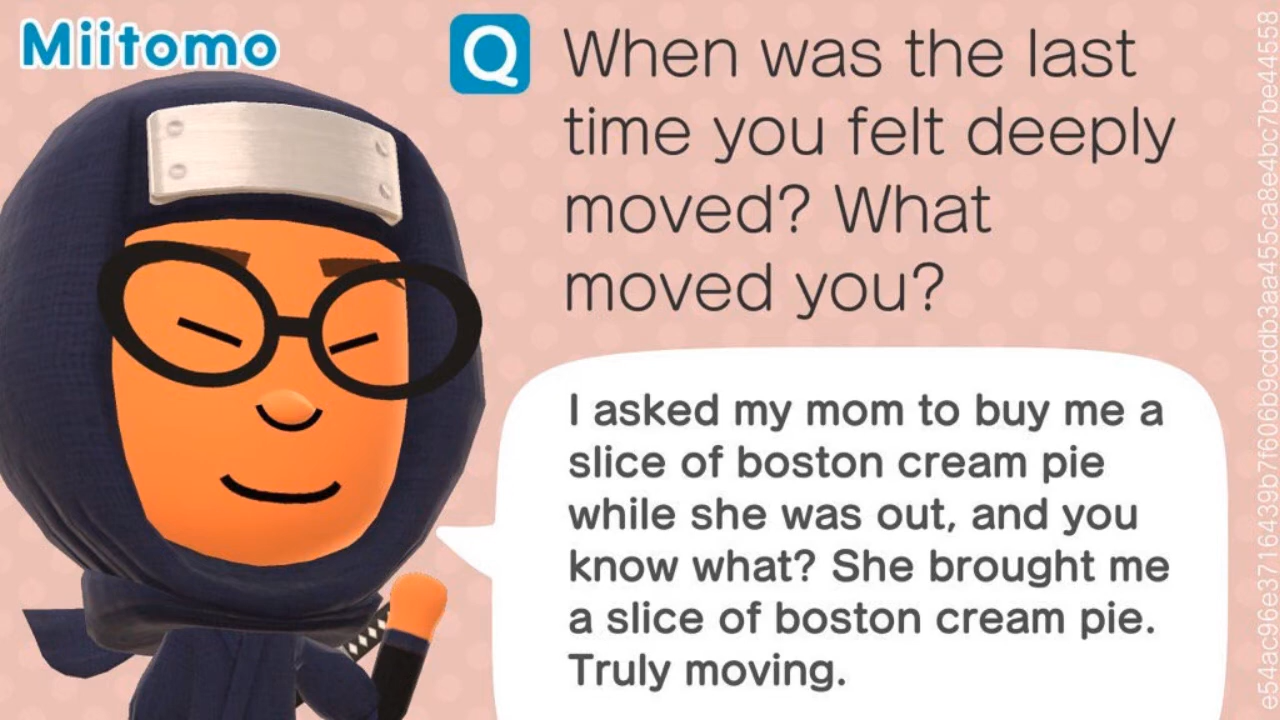 Miitomo
Q
When was the last
time you felt deeply
moved? What
moved you?
I asked my mom to buy me a
slice of boston cream pie
while she was out, and you
know what? She brought me
a slice of boston cream pie.
Truly moving.
e54ac96e3716439b7f606b9cddb3aa455ca8e4bc7be44558